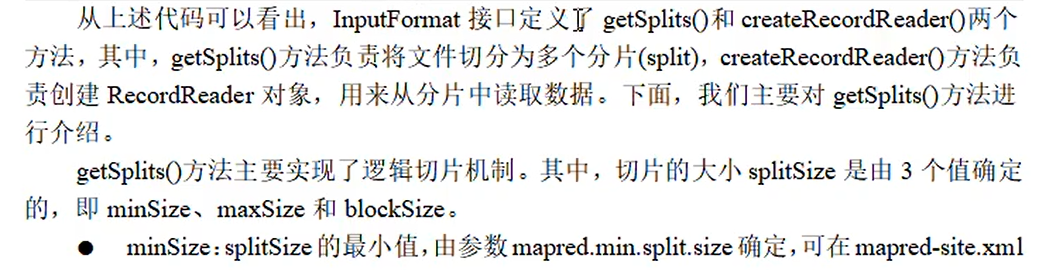 从上述代码可以看出，InputFormat 接口定义了 getSplits()和 createRecordReader()两个
方法，其中，getSplits()方法负责将文件切分为多个分片(split)，createRecordReader()方法负
责创建 RecordReader 对象，用来从分片中读取数据。下面，我们主要对 getSplits()方法进
行介绍。
getSplits()方法主要实现了逻辑切片机制。其中，切片的大小 splitSize 是由 3 个值确定
的，即 minSize、maxSize 和 blockSize。
● minSize：splitSize 的最小值，由参数 mapred.min.split.size 确定，可在 mapred-site.xml